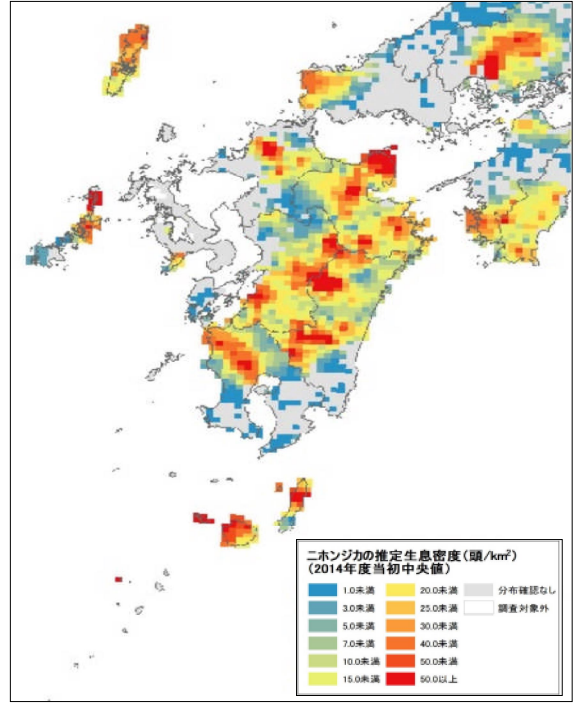 ニホンジカの推定生息密度(頭/km²)
(2014年度当初中央値)
1.0未満
3.0未満
5.0未満
7.0未満
10.0未満
15.0未満
20.0未満
25.0未満
30.0未満
40.0未満
50.0未満
50.0以上
分布確認なし
調査対象外